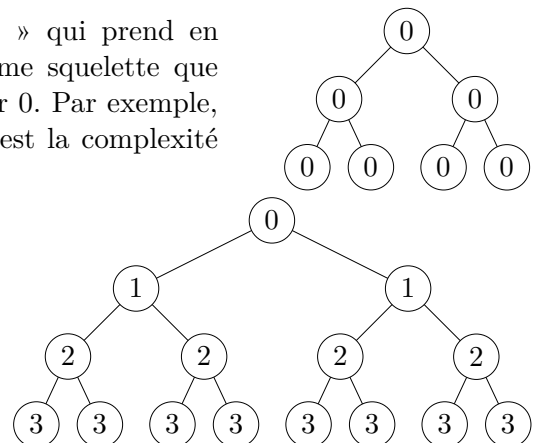 » qui prend en
me squelette que
r 0. Par exemple,
est la complexité
0
0 0
0 0 0 0
0
1 1
2 2 2 2
3 3 3 3 3 3 3 3